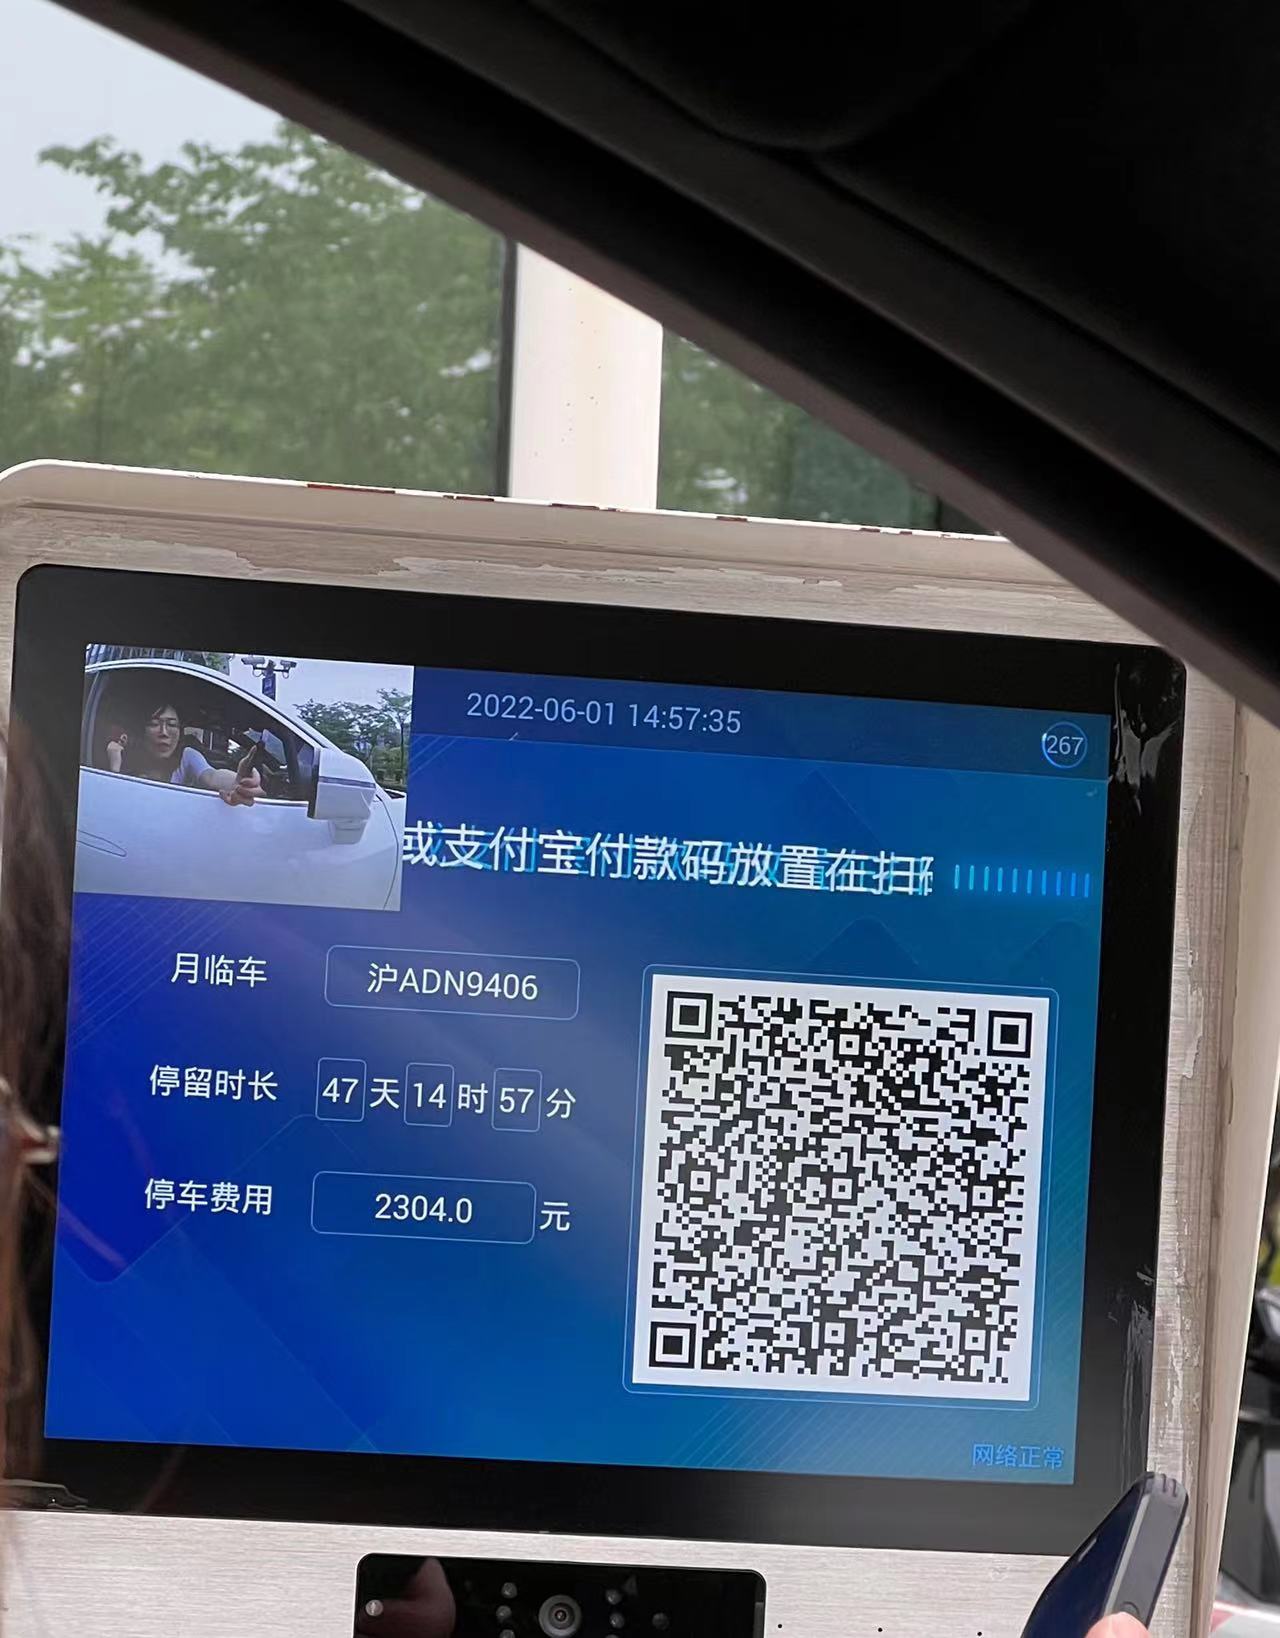 2022-06-01 14:57:35
267
或支付宝付款码放置在扫
月临车 沪ADN9406
停留时长 47 天 14 时 57 分
停车费用 2304.0 元
网络正常